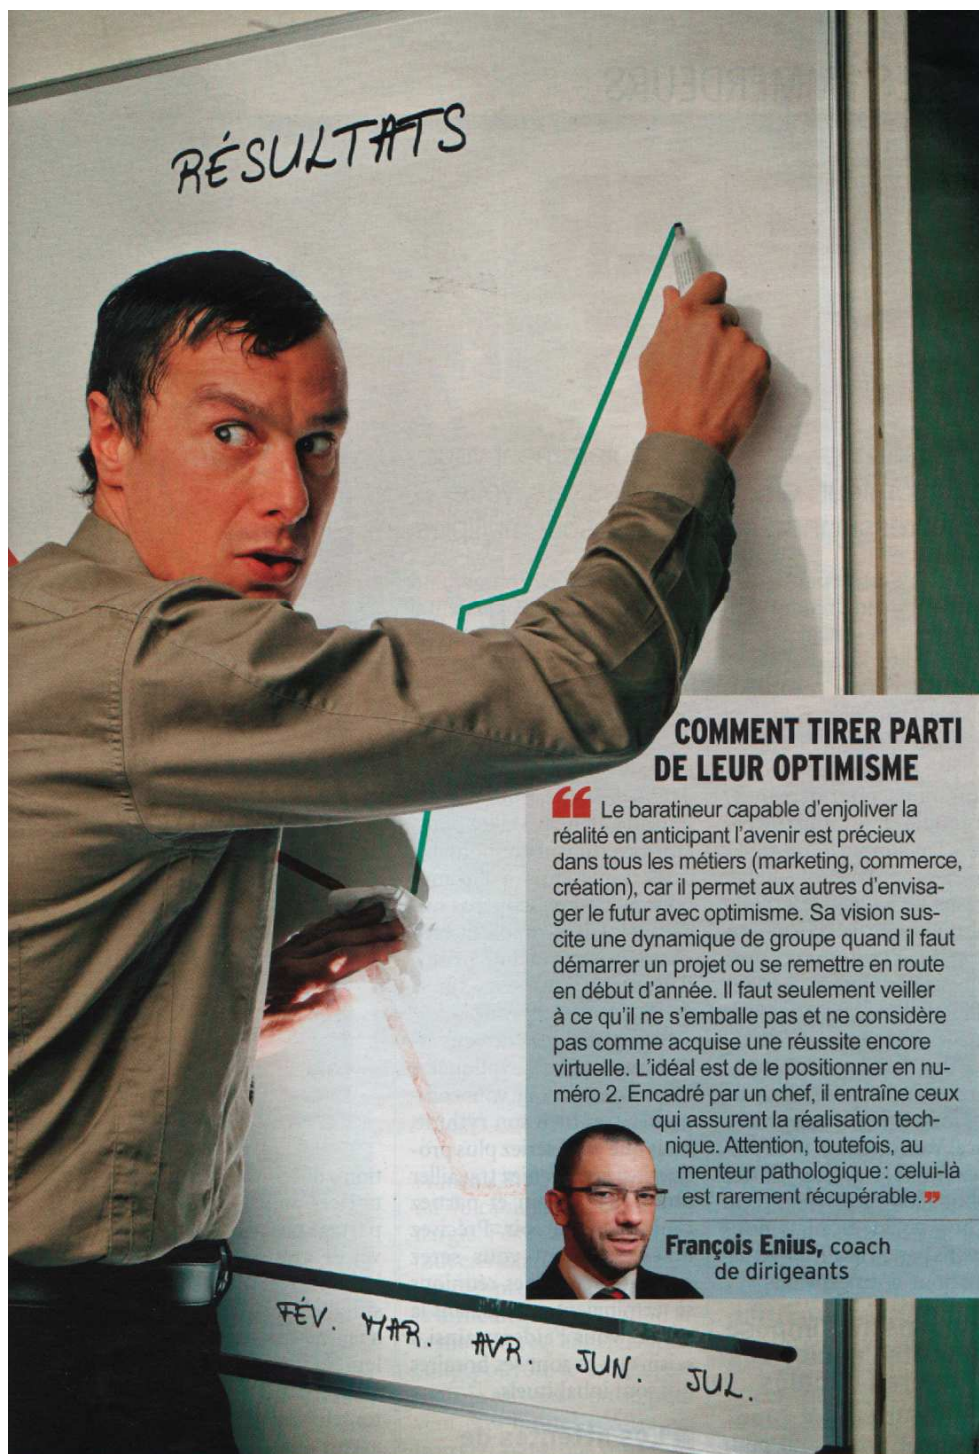 RÉSULTATS
COMMENT TIRER PARTI
DE LEUR OPTIMISME
“ Le baratineur capable d'enjoliver la
réalité en anticipant l'avenir est précieux
dans tous les métiers (marketing, commerce,
création), car il permet aux autres d'envisa-
ger le futur avec optimisme. Sa vision sus-
cite une dynamique de groupe quand il faut
démarrer un projet ou se remettre en route
en début d'année. Il faut seulement veiller
à ce qu'il ne s'emballe pas et ne considère
pas comme acquise une réussite encore
virtuelle. L'idéal est de le positionner en nu-
méro 2. Encadré par un chef, il entraîne ceux
qui assurent la réalisation tech-
nique. Attention, toutefois, au
menteur pathologique : celui-là
est rarement récupérable.”
François Enius, coach
de dirigeants
FÉV. MAR. AVR. JUN. JUL.